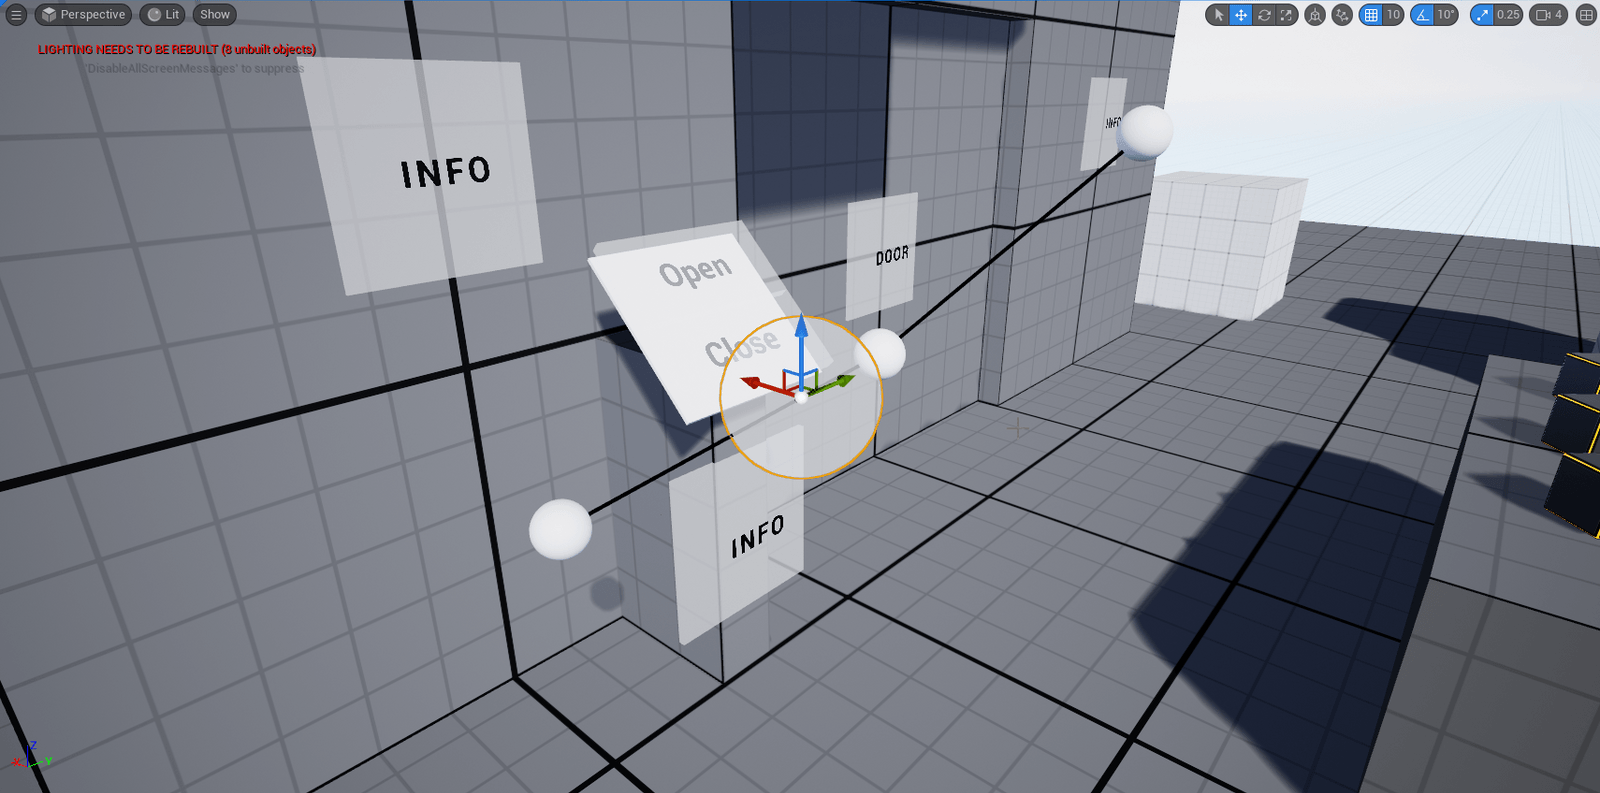 Perspective
Lit
Show
10
10°
0.25
4
LIGHTING NEEDS TO BE REBUILT (8 unbuilt objects)
'DisableAllScreenMessages' to suppress
INFO
INFO
Open
Close
DOOR
INFO
Z
X
Y